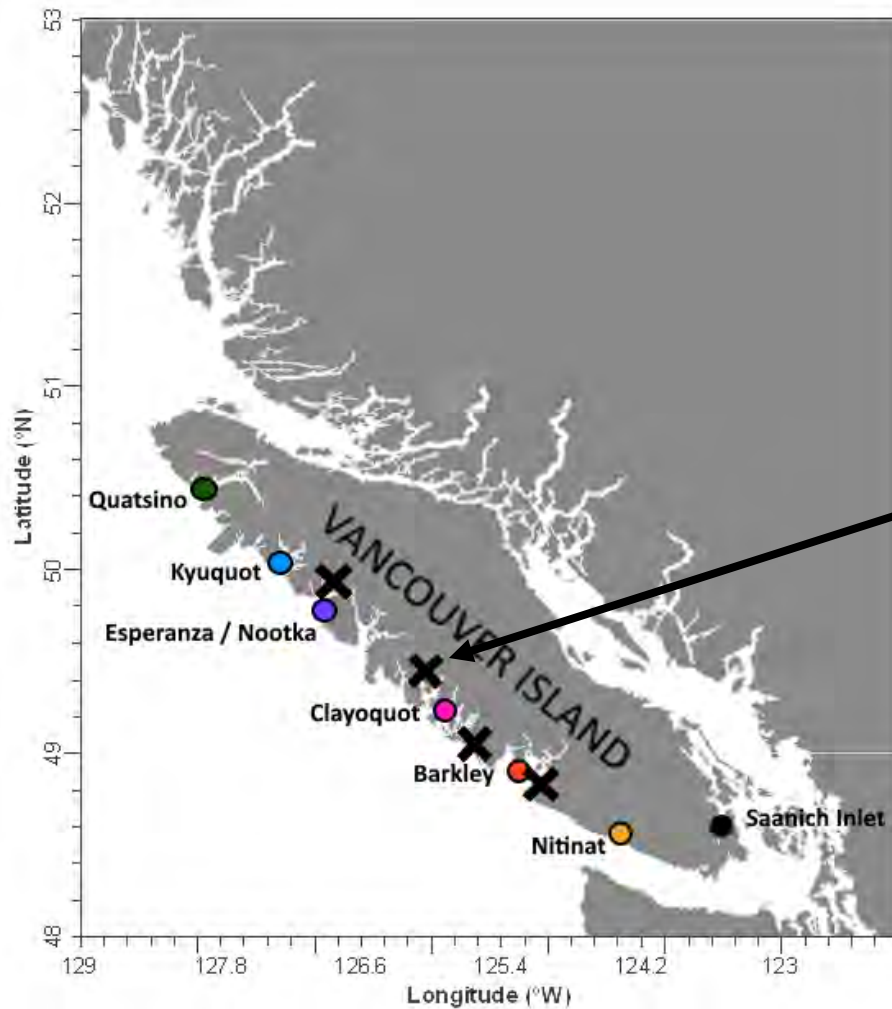 53
52
51
50
49
48
Latitude (°N)
Quatsino
Kyuquot
Esperanza / Nootka
VANCOUVER ISLAND
Clayoquot
Barkley
Nitinat
Saanich Inlet
129 127.8 126.6 125.4 124.2 123
Longitude (°W)